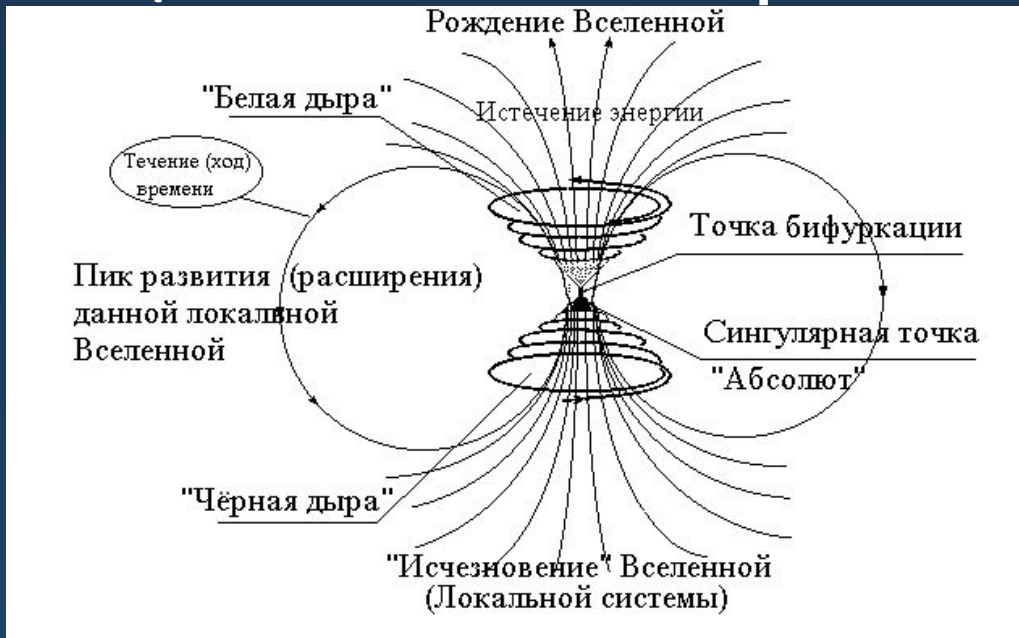 Рождение Вселенной
"Белая дыра"
Истечение энергии
Течение (ход)
времени
Точка бифуркации
Пик развития (расширения)
данной локальной
Вселенной
Сингулярная точка
"Абсолют"
"Чёрная дыра"
"Исчезновение" Вселенной
(Локальной системы)